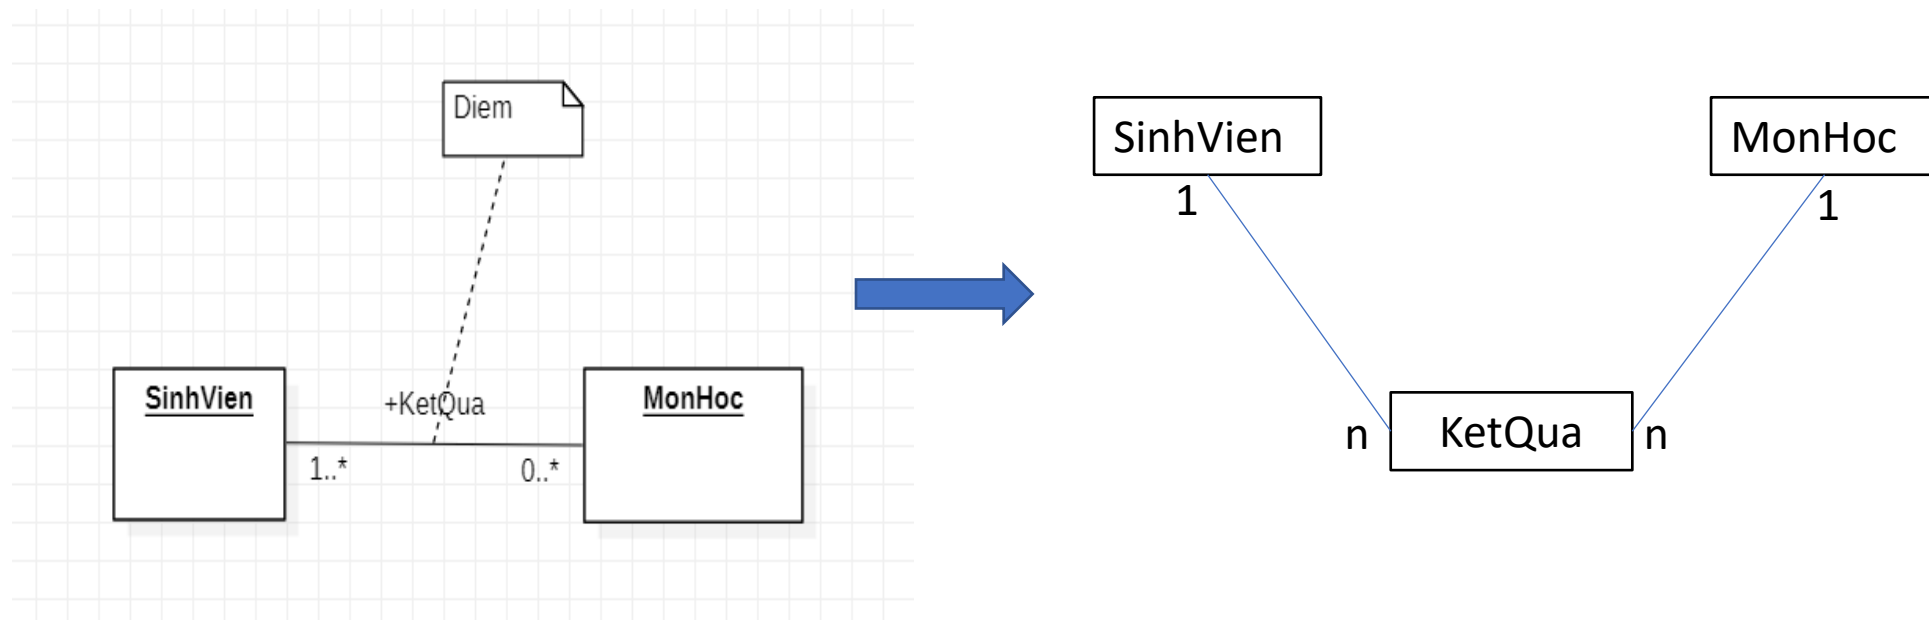 Diem
SinhVien
+KetQua
MonHoc
1..*
0..*
SinhVien
MonHoc
1
1
n
KetQua
n